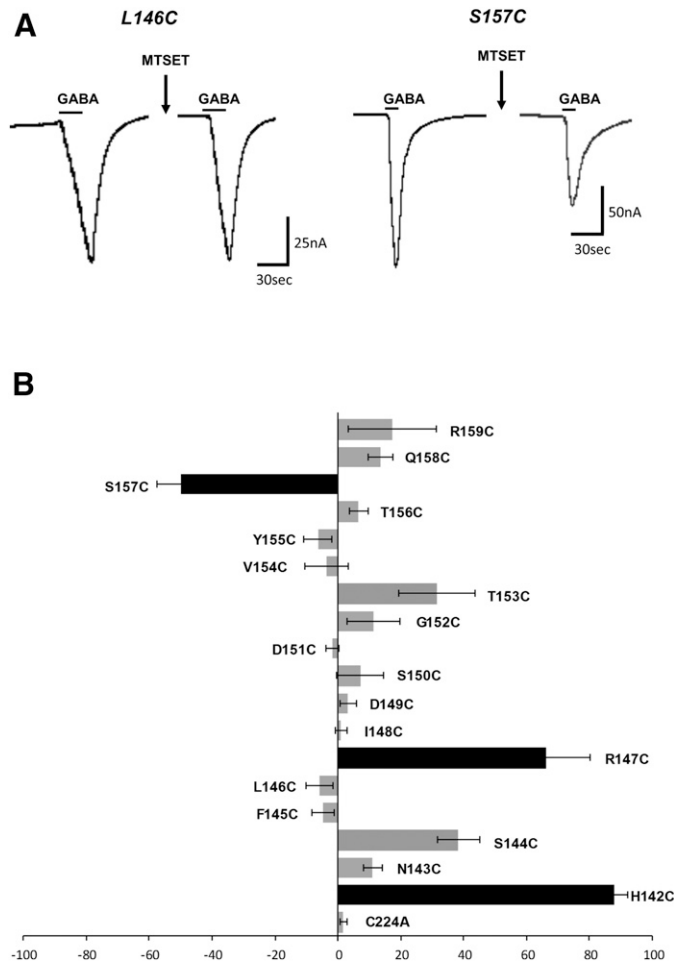 A
L146C
S157C
MTSET
MTSET
GABA
GABA
GABA
GABA
25nA
30sec
50nA
30sec
B
R159C
Q158C
S157C
T156C
Y155C
V154C
T153C
G152C
D151C
S150C
D149C
I148C
R147C
L146C
F145C
S144C
N143C
H142C
C224A
-100 -80 -60 -40 -20 0 20 40 60 80 100